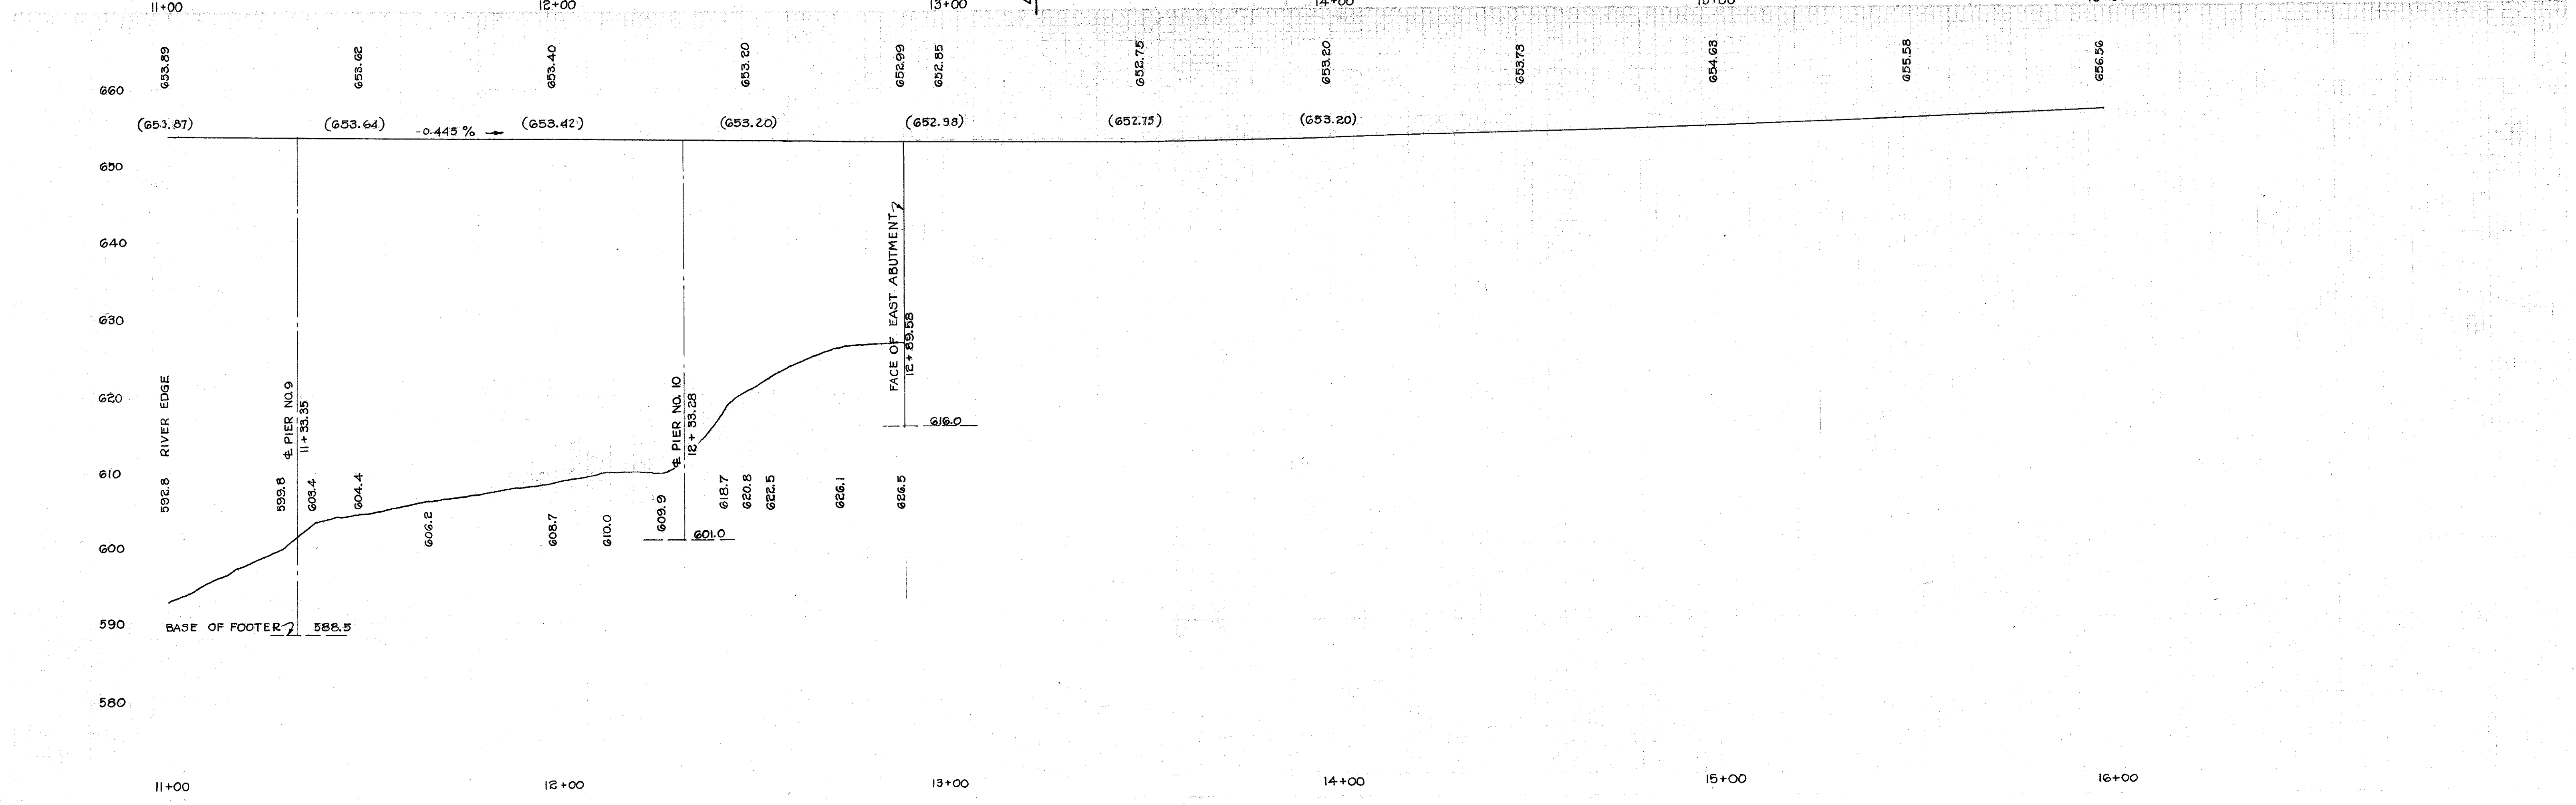 11+00 12+00 13+00 14+00 15+00
653.89 653.62 653.40 653.20 652.99 652.85 652.75 653.20 653.73 654.63 655.58 656.56
660
(653.87) (653.64) -0.445 % (653.42) (653.20) (652.98) (652.75) (653.20)
650
640
630
620
610
600
590
580
592.8 RIVER EDGE
℄ PIER NO. 9
11+33.35
599.8 603.4 604.4
606.2 608.7 610.0 609.9
℄ PIER NO. 10
12+33.28
601.0
618.7 620.8 622.5 626.1 626.5
FACE OF EAST ABUTMENT
12+89.58
616.0
BASE OF FOOTER 588.5
11+00 12+00 13+00 14+00 15+00 16+00